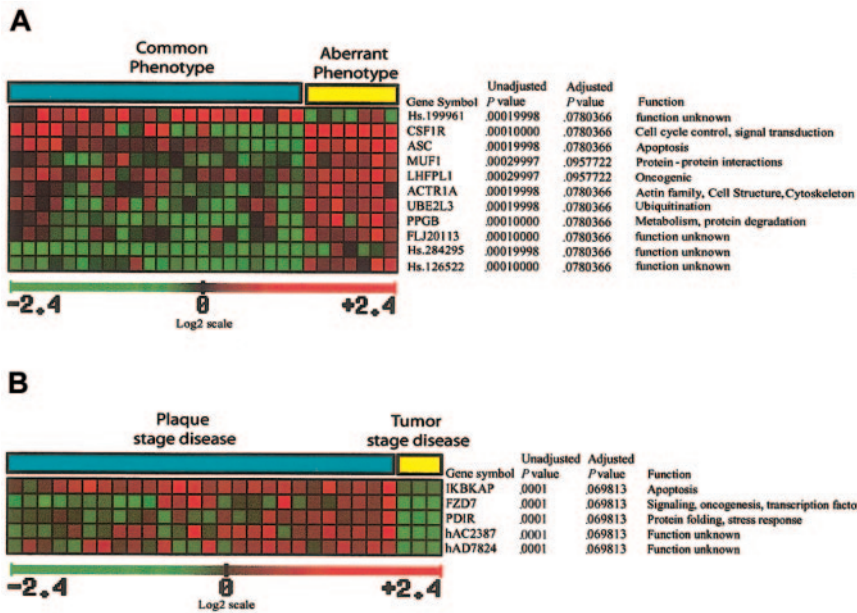 A
Common
Phenotype
Aberrant
Phenotype
Gene Symbol Unadjusted P value Adjusted P value Function
Hs.199961 .00019998 .0780366 function unknown
CSF1R .00010000 .0780366 Cell cycle control, signal transduction
ASC .00019998 .0780366 Apoptosis
MUF1 .00029997 .0957722 Protein-protein interactions
LHFPL1 .00029997 .0957722 Oncogenic
ACTR1A .00019998 .0780366 Actin family, Cell Structure,Cytoskeleton
UBE2L3 .00019998 .0780366 Ubiquitination
PPGB .00010000 .0780366 Metabolism, protein degradation
FLJ20113 .00010000 .0780366 function unknown
Hs.284295 .00019998 .0780366 function unknown
Hs.126522 .00010000 .0780366 function unknown
-2.4 0 +2.4
Log2 scale
B
Plaque
stage disease
Tumor
stage disease
Gene symbol Unadjusted P value Adjusted P value Function
IKBKAP .0001 .069813 Apoptosis
FZD7 .0001 .069813 Signaling, oncogenesis, transcription facto
PDIR .0001 .069813 Protein folding, stress response
hAC2387 .0001 .069813 Function unknown
hAD7824 .0001 .069813 Function unknown
-2.4 0 +2.4
Log2 scale